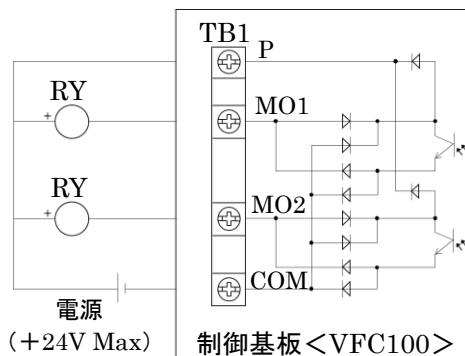 TB1
P
RY
+
MO1
RY
+
MO2
COM
電源
(+24V Max)
制御基板<VFC100>